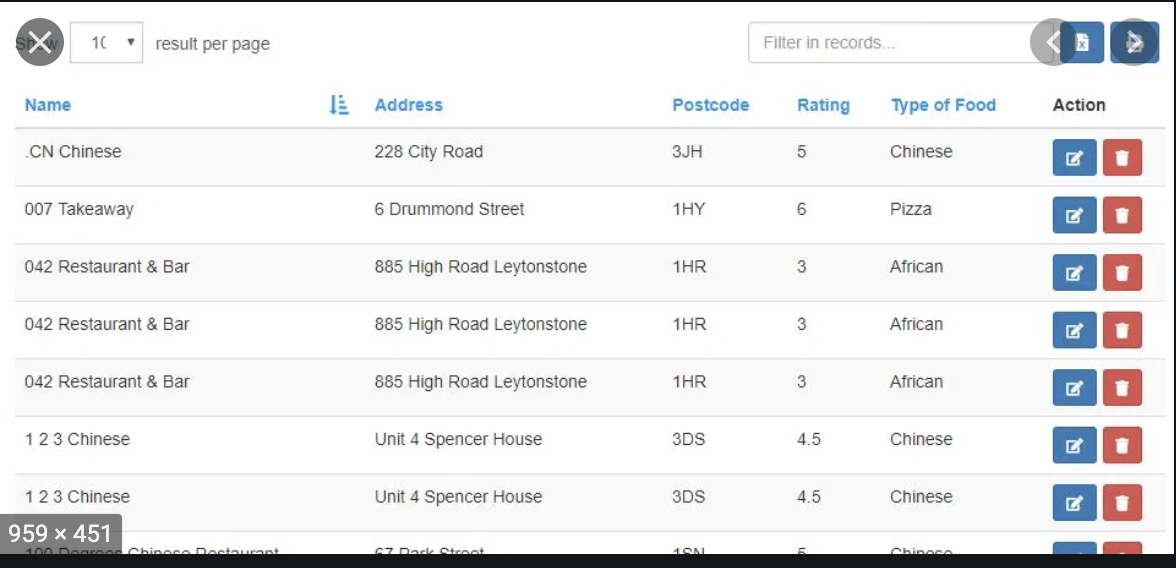 Show 10 result per page Filter in records...
Name Address Postcode Rating Type of Food Action
.CN Chinese 228 City Road 3JH 5 Chinese
007 Takeaway 6 Drummond Street 1HY 6 Pizza
042 Restaurant & Bar 885 High Road Leytonstone 1HR 3 African
042 Restaurant & Bar 885 High Road Leytonstone 1HR 3 African
042 Restaurant & Bar 885 High Road Leytonstone 1HR 3 African
1 2 3 Chinese Unit 4 Spencer House 3DS 4.5 Chinese
1 2 3 Chinese Unit 4 Spencer House 3DS 4.5 Chinese
959 × 451
100 Degrees Chinese Restaurant 67 Park Street 1SN 5 Chinese